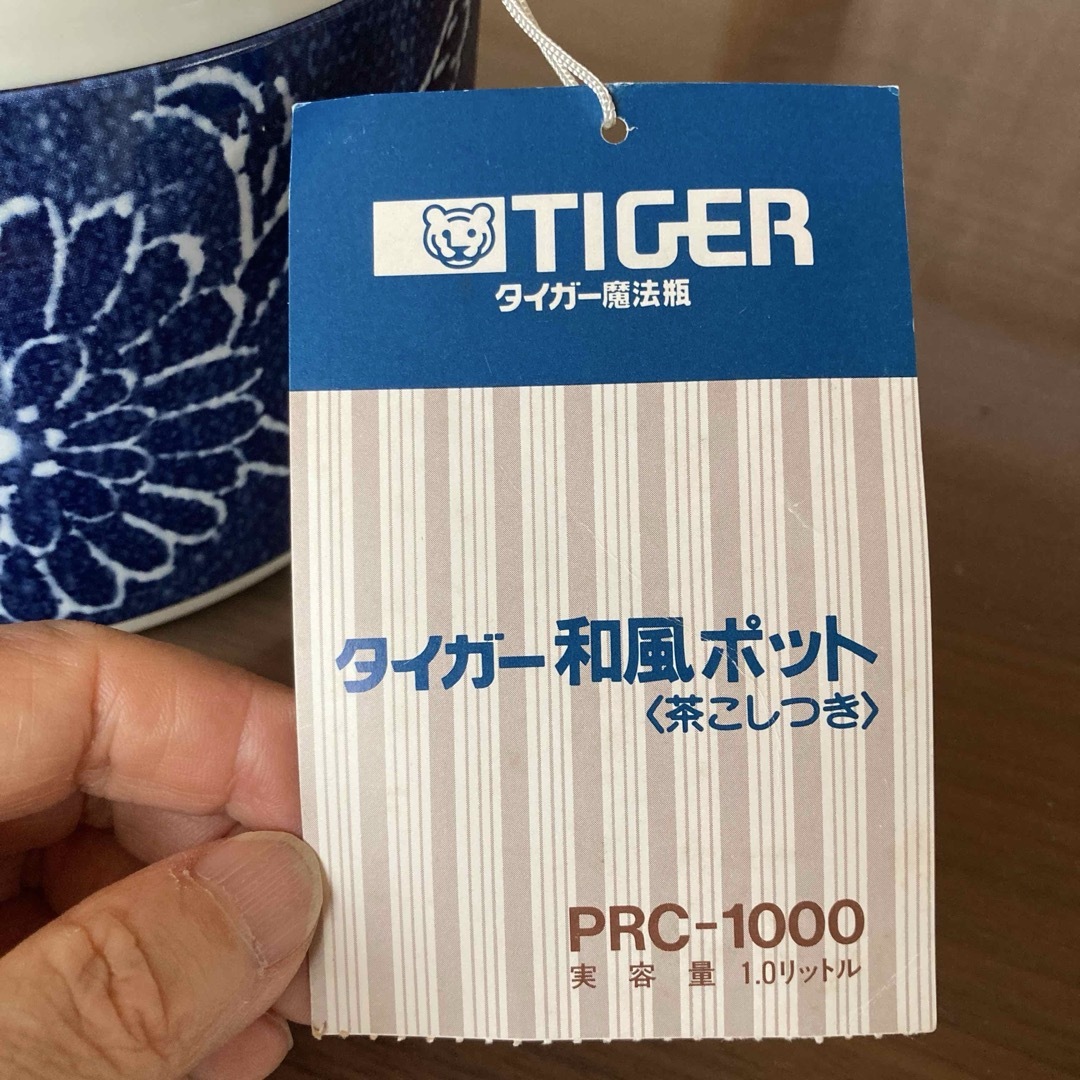 TIGER
タイガー魔法瓶
タイガー和風ポット
〈茶こしつき〉
PRC-1000
実容量 1.0リットル